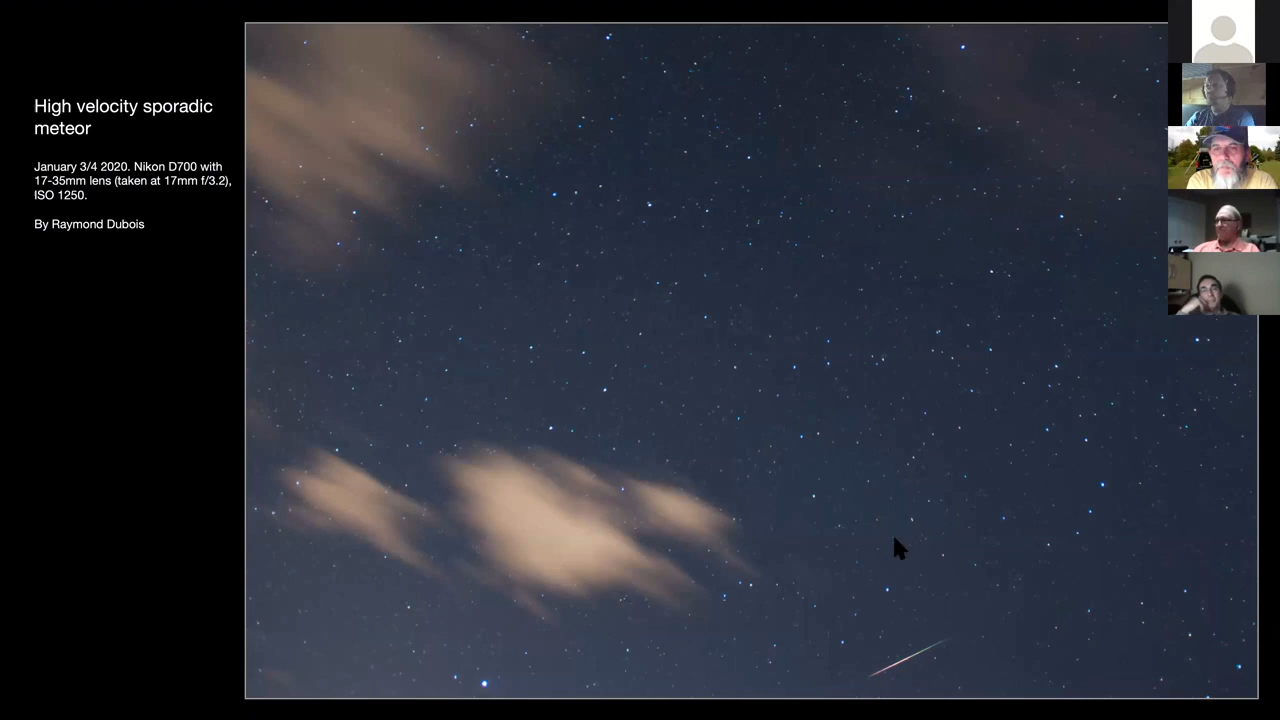 High velocity sporadic
meteor
January 3/4 2020. Nikon D700 with
17-35mm lens (taken at 17mm f/3.2),
ISO 1250.
By Raymond Dubois